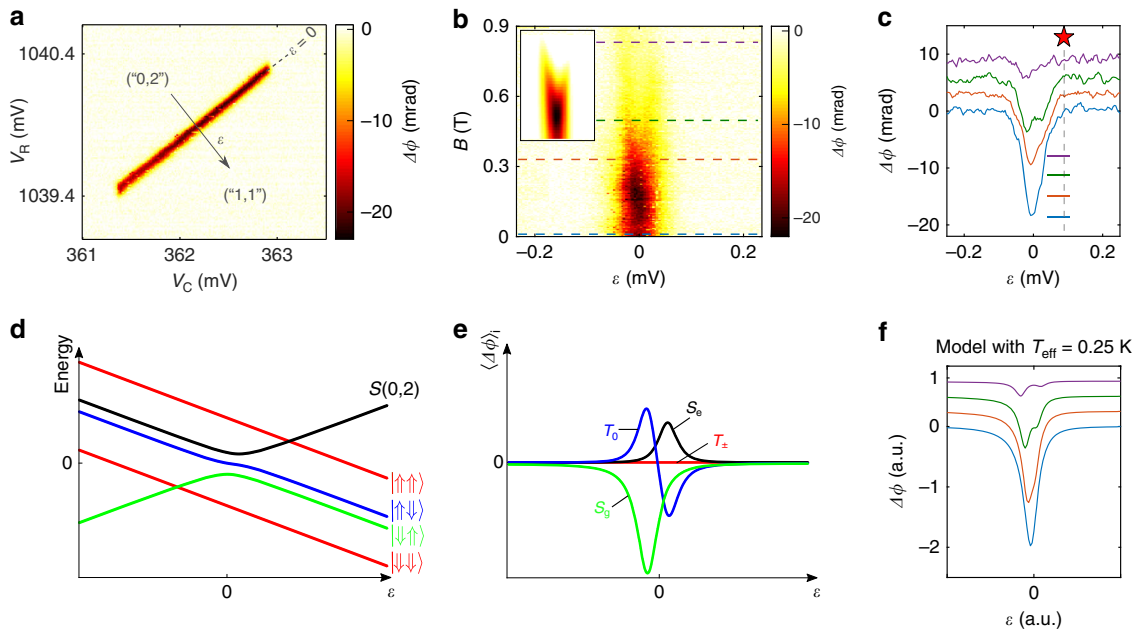 a
1040.4
1039.4
V_R (mV)
("0,2")
ε = 0
ε
("1,1")
361
362
363
V_C (mV)
0
−10
−20
Δϕ (mrad)
b
B (T)
0.9
0.6
0.3
0
−0.2
0
0.2
ε (mV)
0
−10
−20
Δϕ (mrad)
c
Δϕ (mrad)
10
0
−10
−20
−0.2
0
0.2
ε (mV)
d
Energy
0
S(0,2)
|⇑⇑⟩
|⇑⇓⟩
|⇓⇑⟩
|⇓⇓⟩
0
ε
e
⟨Δϕ⟩_i
0
T_0
S_e
T_±
S_g
0
ε
f
Model with T_eff = 0.25 K
Δϕ (a.u.)
1
0
−1
−2
0
ε (a.u.)